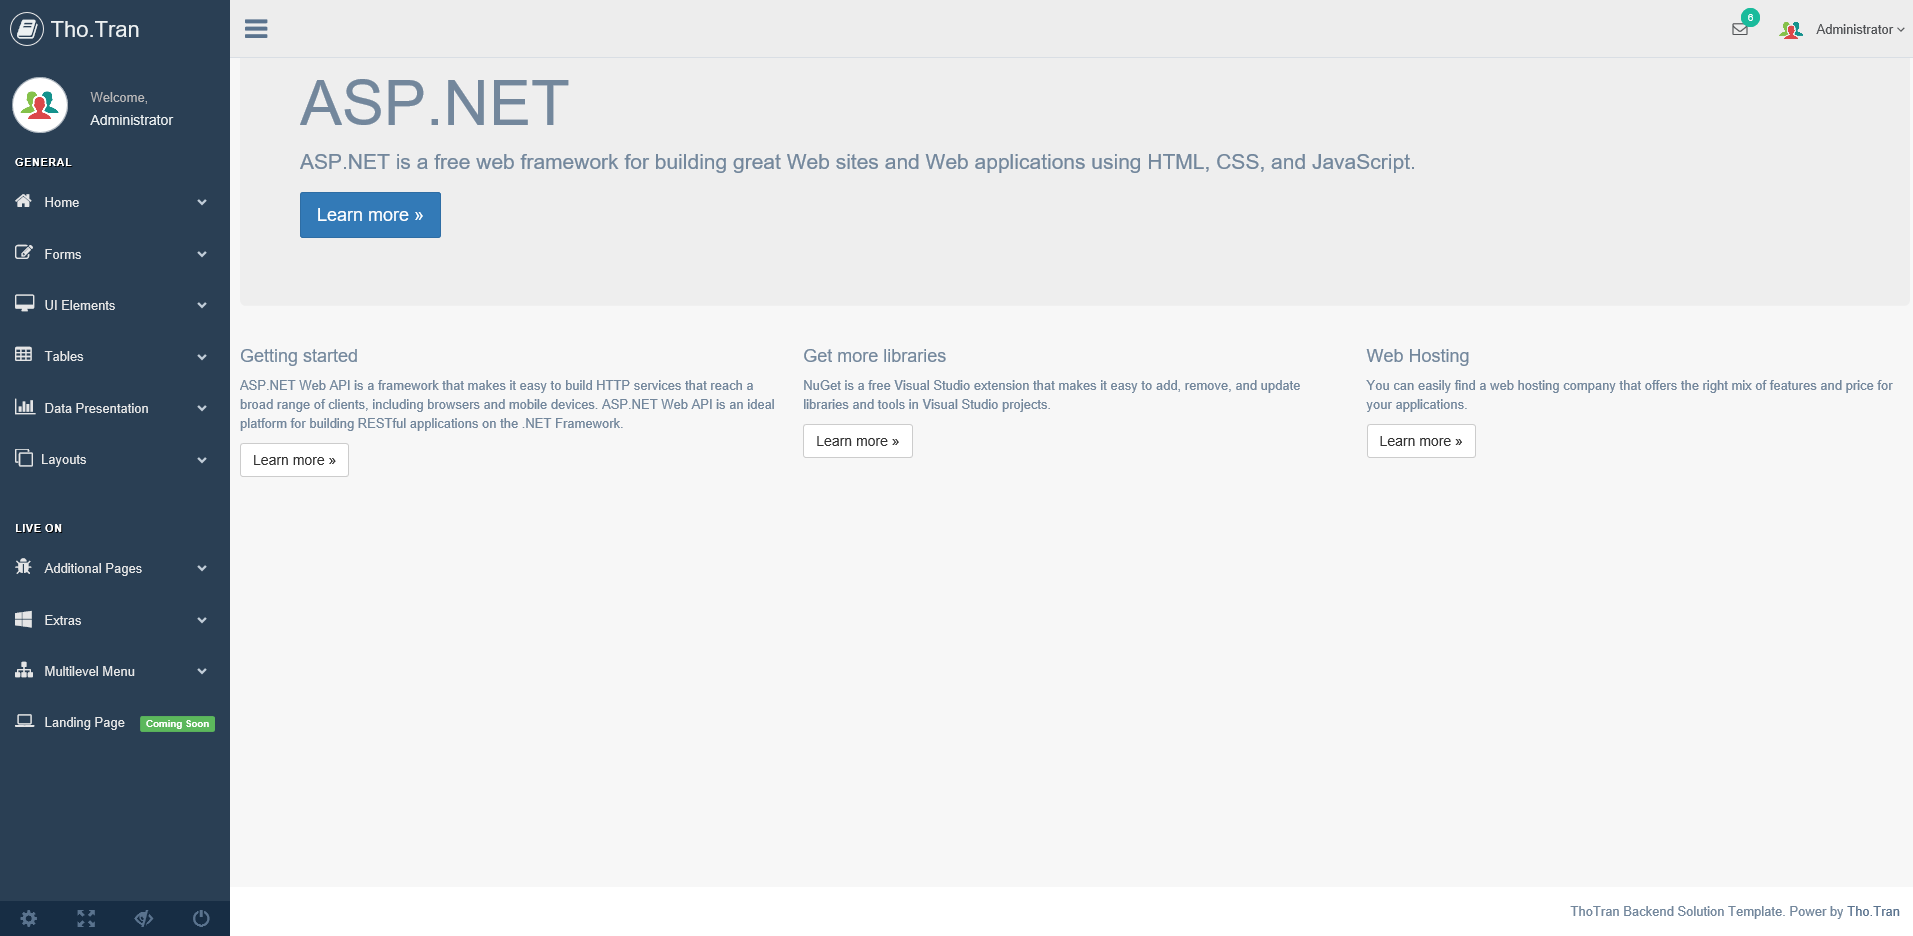 Tho.Tran
Welcome,
Administrator
GENERAL
Home
Forms
UI Elements
Tables
Data Presentation
Layouts
LIVE ON
Additional Pages
Extras
Multilevel Menu
Landing Page Coming Soon
6
Administrator
ASP.NET
ASP.NET is a free web framework for building great Web sites and Web applications using HTML, CSS, and JavaScript.
Learn more »
Getting started
ASP.NET Web API is a framework that makes it easy to build HTTP services that reach a
broad range of clients, including browsers and mobile devices. ASP.NET Web API is an ideal
platform for building RESTful applications on the .NET Framework.
Learn more »
Get more libraries
NuGet is a free Visual Studio extension that makes it easy to add, remove, and update
libraries and tools in Visual Studio projects.
Learn more »
Web Hosting
You can easily find a web hosting company that offers the right mix of features and price for
your applications.
Learn more »
ThoTran Backend Solution Template. Power by Tho.Tran